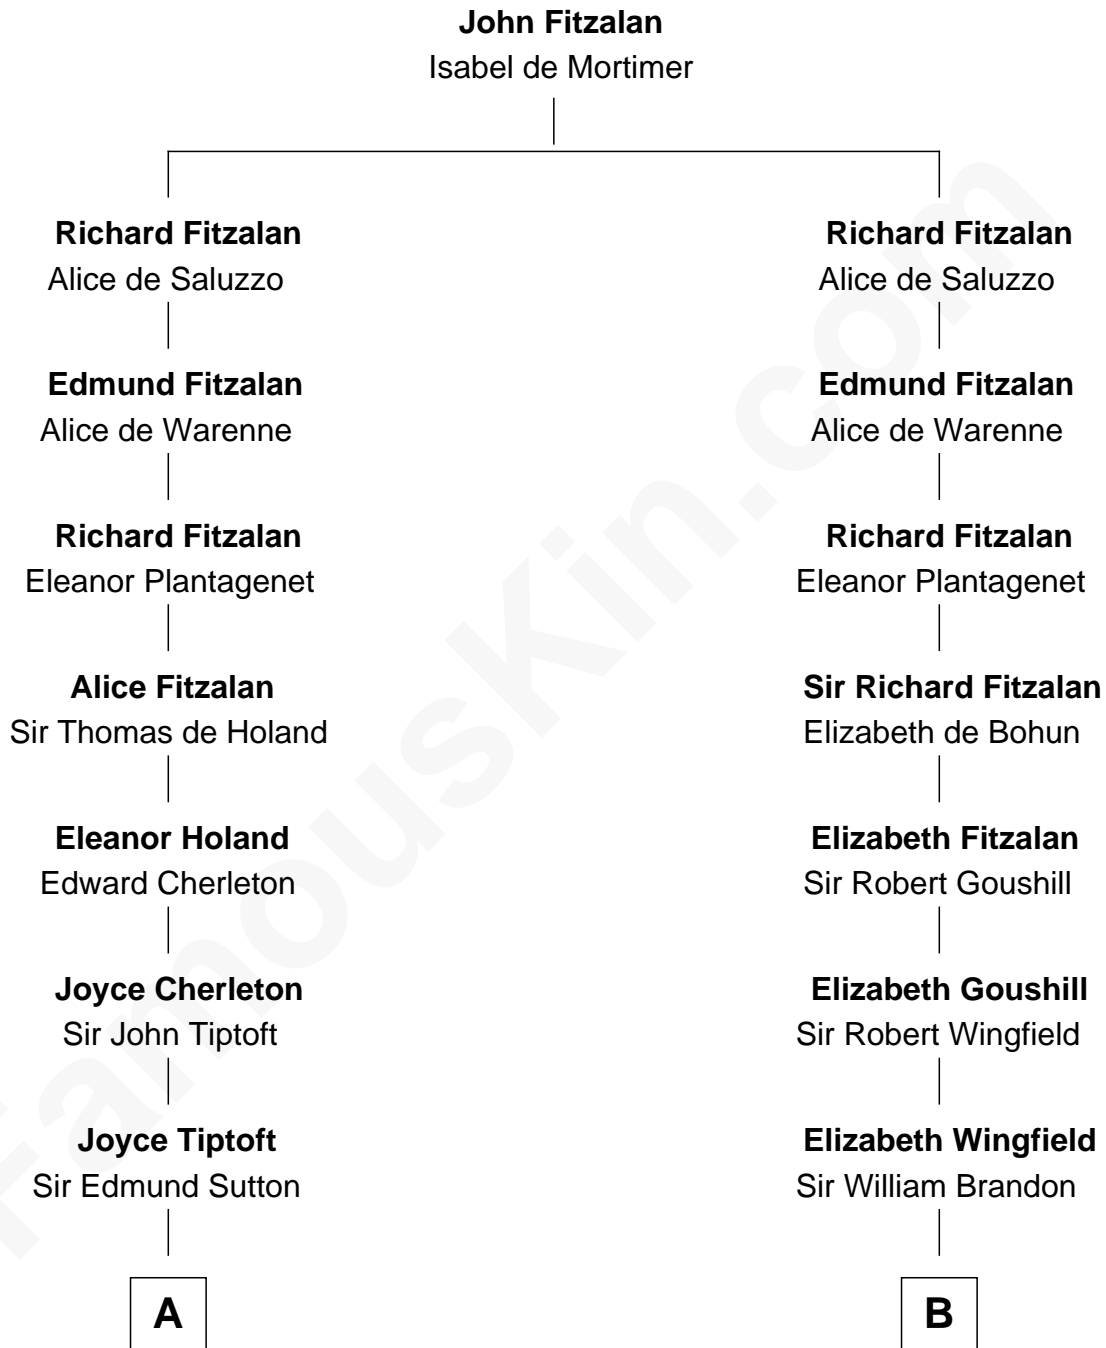 John Fitzalan
Isabel de Mortimer
Richard Fitzalan
Alice de Saluzzo
Richard Fitzalan
Alice de Saluzzo
Edmund Fitzalan
Alice de Warenne
Edmund Fitzalan
Alice de Warenne
Richard Fitzalan
Eleanor Plantagenet
Richard Fitzalan
Eleanor Plantagenet
Alice Fitzalan
Sir Thomas de Holand
Sir Richard Fitzalan
Elizabeth de Bohun
Eleanor Holand
Edward Cherleton
Elizabeth Fitzalan
Sir Robert Goushill
Joyce Cherleton
Sir John Tiptoft
Elizabeth Goushill
Sir Robert Wingfield
Joyce Tiptoft
Sir Edmund Sutton
Elizabeth Wingfield
Sir William Brandon
A
B
FamousKin.com